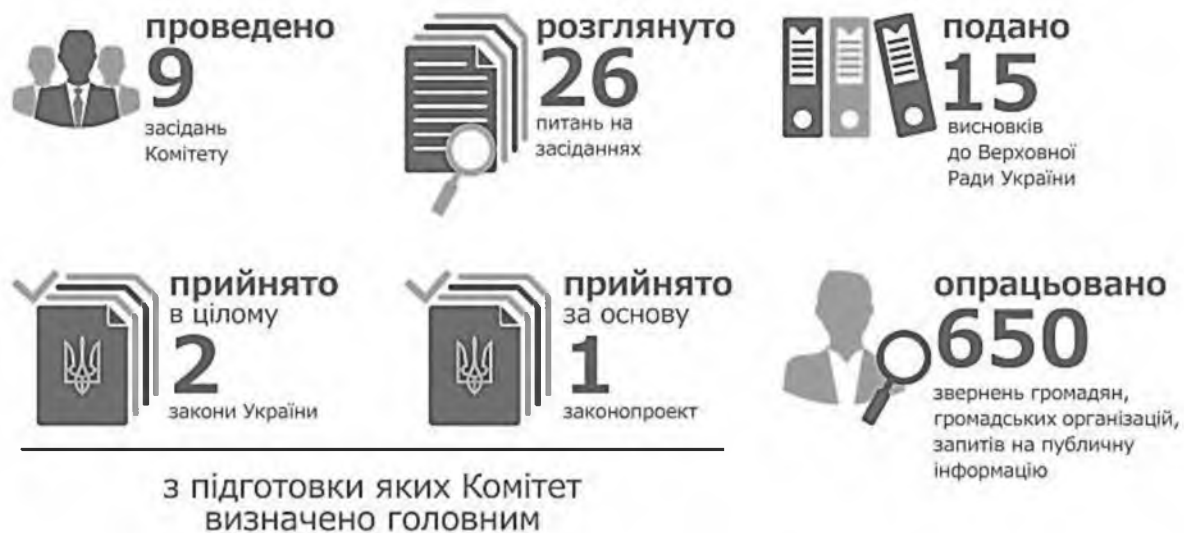 проведено
9
засідань
Комітету
розглянуто
26
питань на
засіданнях
подано
15
висновків
до Верховної
Ради України
прийнято
в цілому
2
закони України
прийнято
за основу
1
законопроект
опрацьовано
650
звернень громадян,
громадських організацій,
запитів на публічну
інформацію
з підготовки яких Комітет
визначено головним